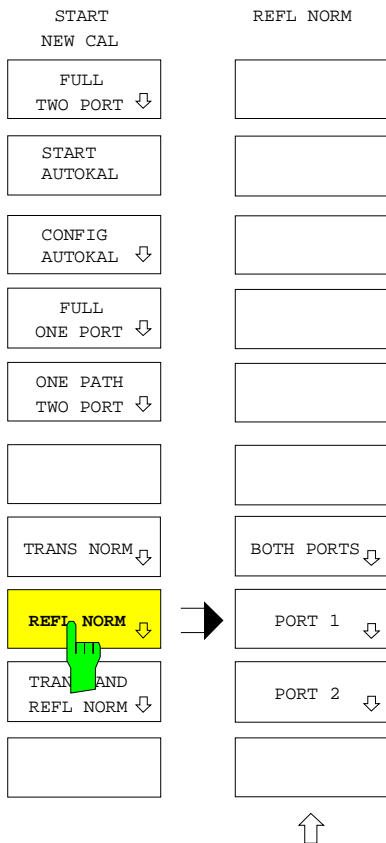 START
NEW CAL
FULL
TWO PORT
START
AUTOKAL
CONFIG
AUTOKAL
FULL
ONE PORT
ONE PATH
TWO PORT
TRANS NORM
REFL NORM
AND
REFL NORM
REFL NORM
BOTH PORTS
PORT 1
PORT 2